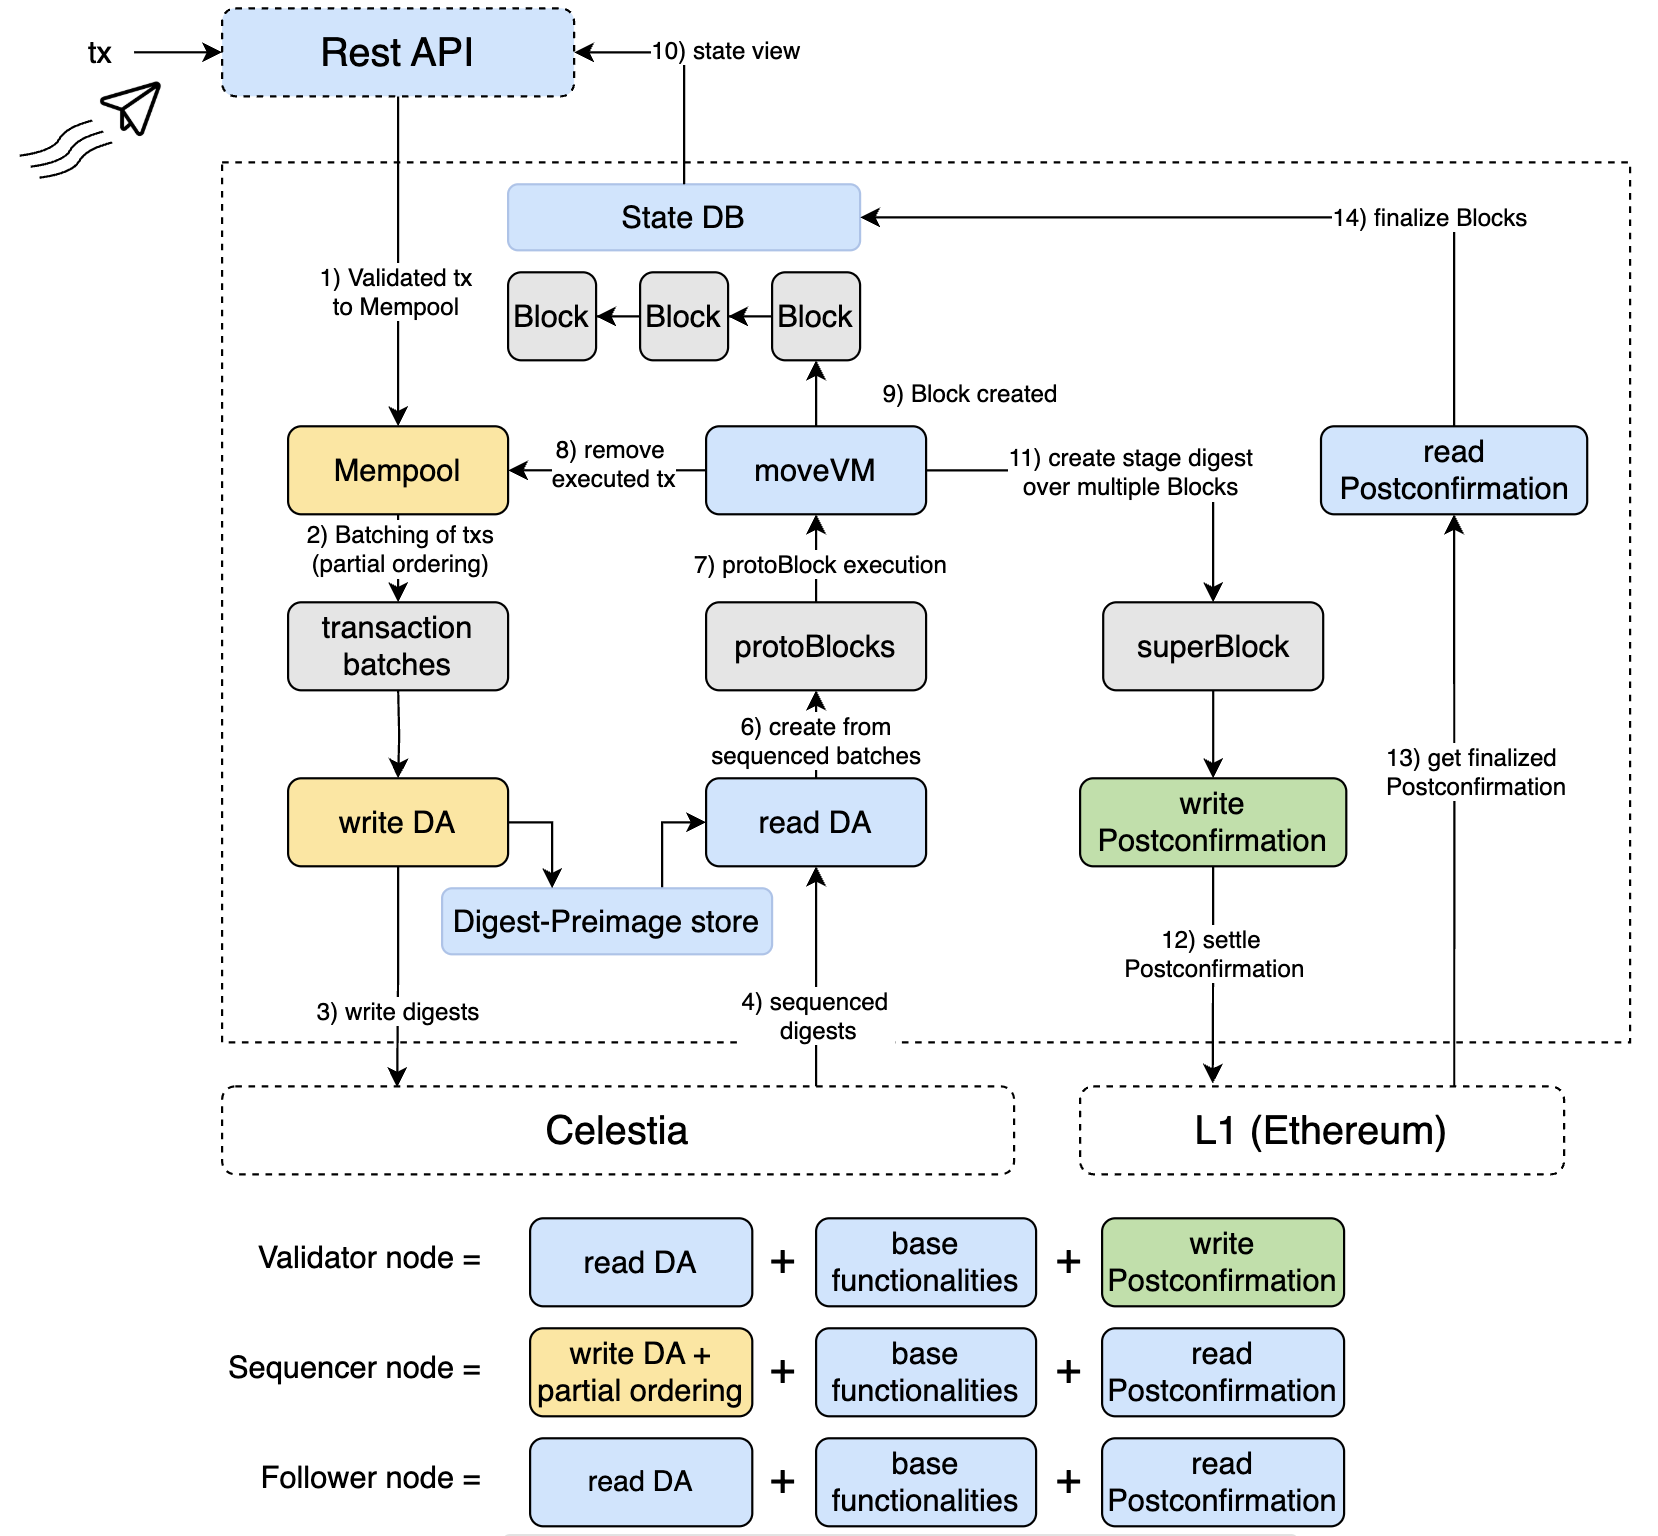 tx
Rest API
10) state view
State DB
14) finalize Blocks
1) Validated tx
to Mempool
Block
Block
Block
9) Block created
Mempool
8) remove
executed tx
moveVM
11) create stage digest
over multiple Blocks
read
Postconfirmation
2) Batching of txs
(partial ordering)
7) protoBlock execution
transaction
batches
protoBlocks
superBlock
6) create from
sequenced batches
13) get finalized
Postconfirmation
write DA
read DA
write
Postconfirmation
Digest-Preimage store
12) settle
Postconfirmation
3) write digests
4) sequenced
digests
Celestia
L1 (Ethereum)
Validator node =
read DA
+
base
functionalities
+
write
Postconfirmation
Sequencer node =
write DA +
partial ordering
+
base
functionalities
+
read
Postconfirmation
Follower node =
read DA
+
base
functionalities
+
read
Postconfirmation